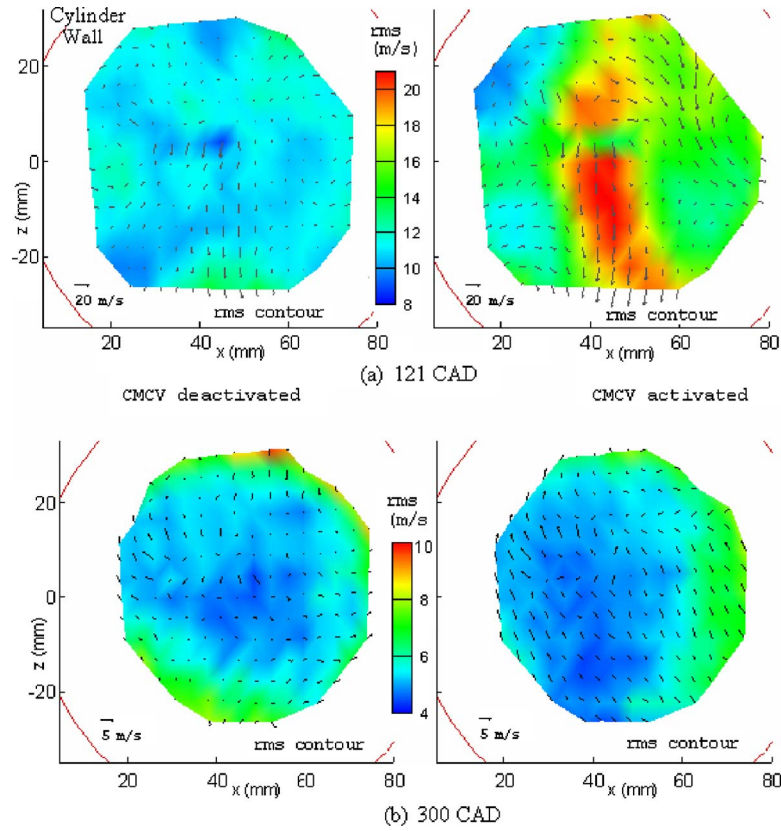 Cylinder
Wall
rms
(m/s)
20
0
-20
z (mm)
20
18
16
14
12
10
8
20 m/s
rms contour
20 40 60 80
x (mm)
20 m/s
rms contour
20 40 60 80
x (mm)
(a) 121 CAD
CMCV deactivated
CMCV activated
20
0
-20
z (mm)
rms
(m/s
10
8
6
4
5 m/s
rms contour
20 40 60 80
x (mm)
5 m/s
rms contour
20 40 60 80
x (mm)
(b) 300 CAD